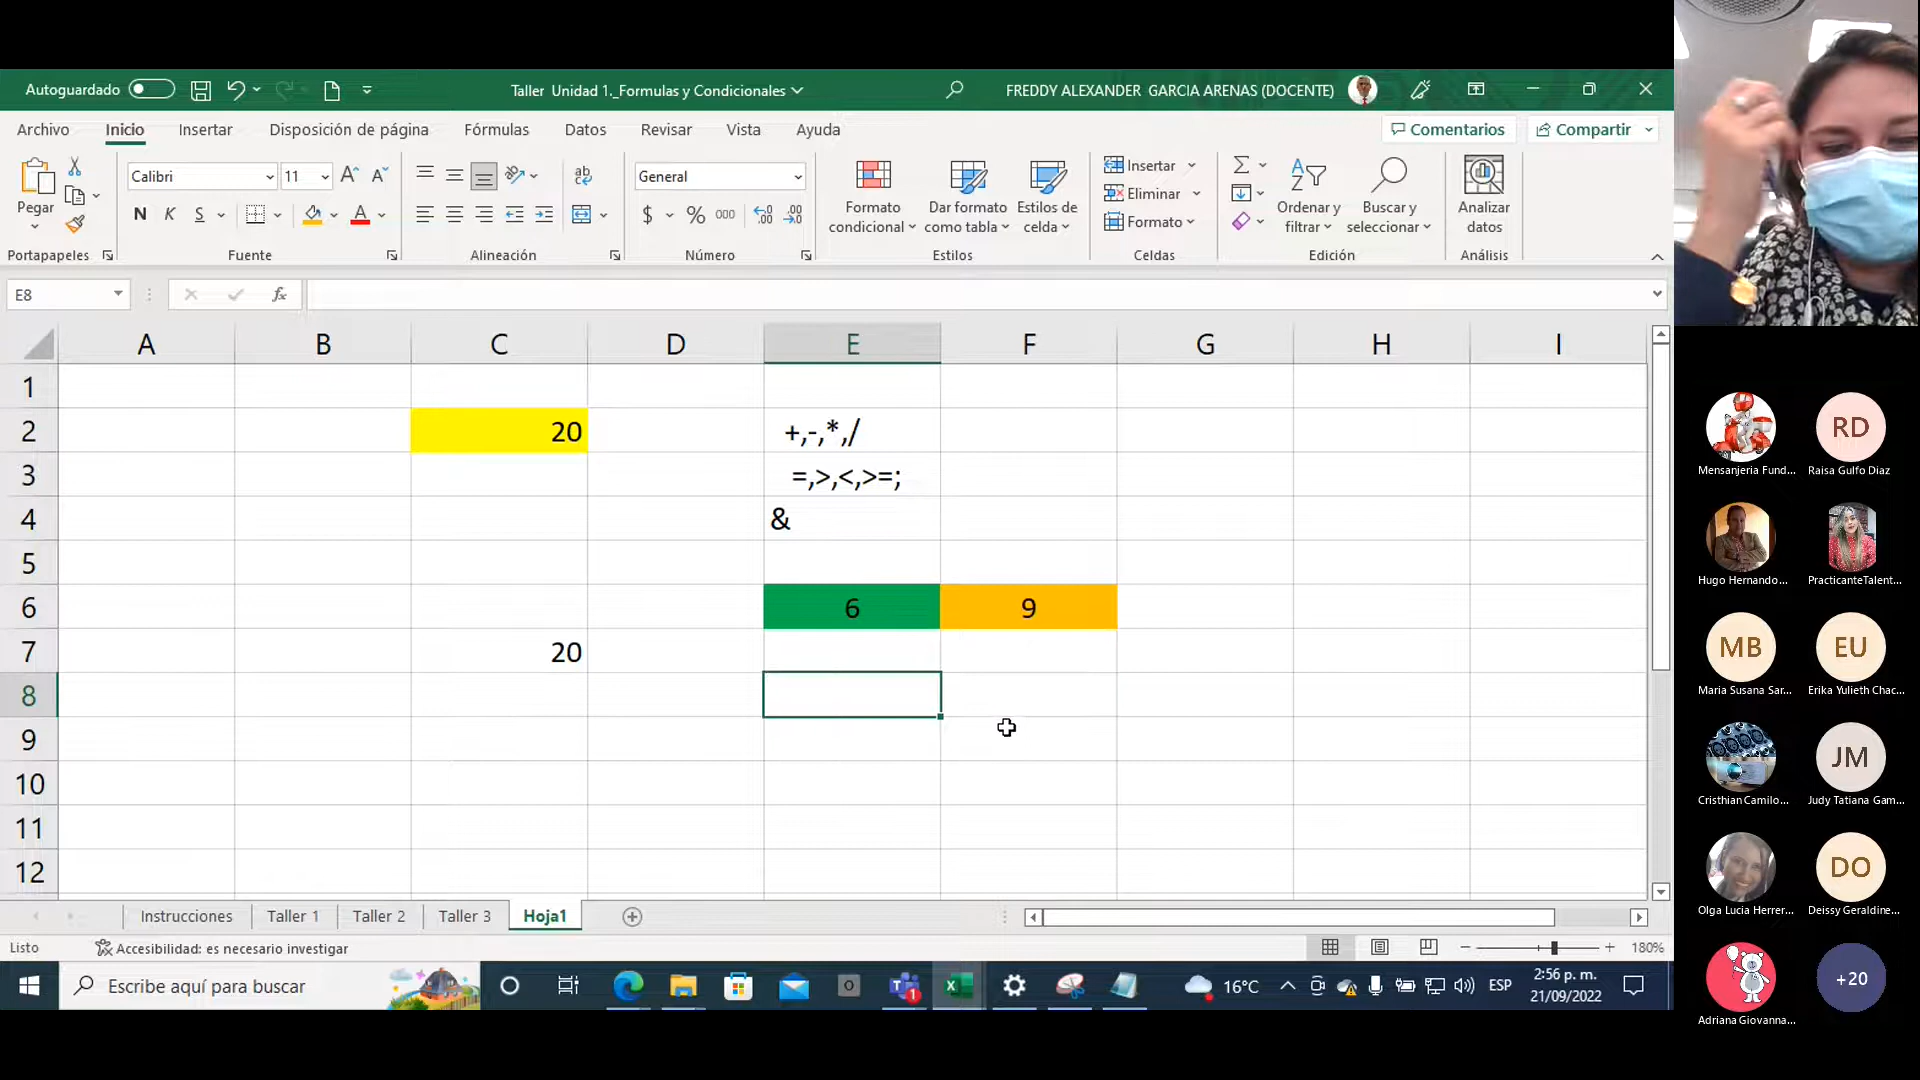 Autoguardado
Taller Unidad 1._Formulas y Condicionales
FREDDY ALEXANDER GARCIA ARENAS (DOCENTE)
Archivo Inicio Insertar Disposición de página Fórmulas Datos Revisar Vista Ayuda
Comentarios Compartir
Pegar
Portapapeles
Calibri 11
N K S
Fuente
Alineación
General
$ % 000
Número
Formato condicional
Dar formato como tabla
Estilos de celda
Estilos
Insertar
Eliminar
Formato
Celdas
Ordenar y filtrar
Buscar y seleccionar
Edición
Analizar datos
Análisis
E8
fx
A B C D E F G H I
1
2 20 +,-,*,/
3 =,>,<,>=;
4 &
5
6 6 9
7 20
8
9
10
11
12
Instrucciones Taller 1 Taller 2 Taller 3 Hoja1
Listo Accesibilidad: es necesario investigar 180%
Escribe aquí para buscar
16°C
ESP
2:56 p. m.
21/09/2022
RD
Mensanjeria Fund... Raisa Gulfo Diaz
Hugo Hernando... PracticanteTalent...
MB EU
Maria Susana Sar... Erika Yulieth Chac...
JM
Cristhian Camilo... Judy Tatiana Gam...
DO
Olga Lucia Herrer... Deissy Geraldine...
+20
Adriana Giovanna...